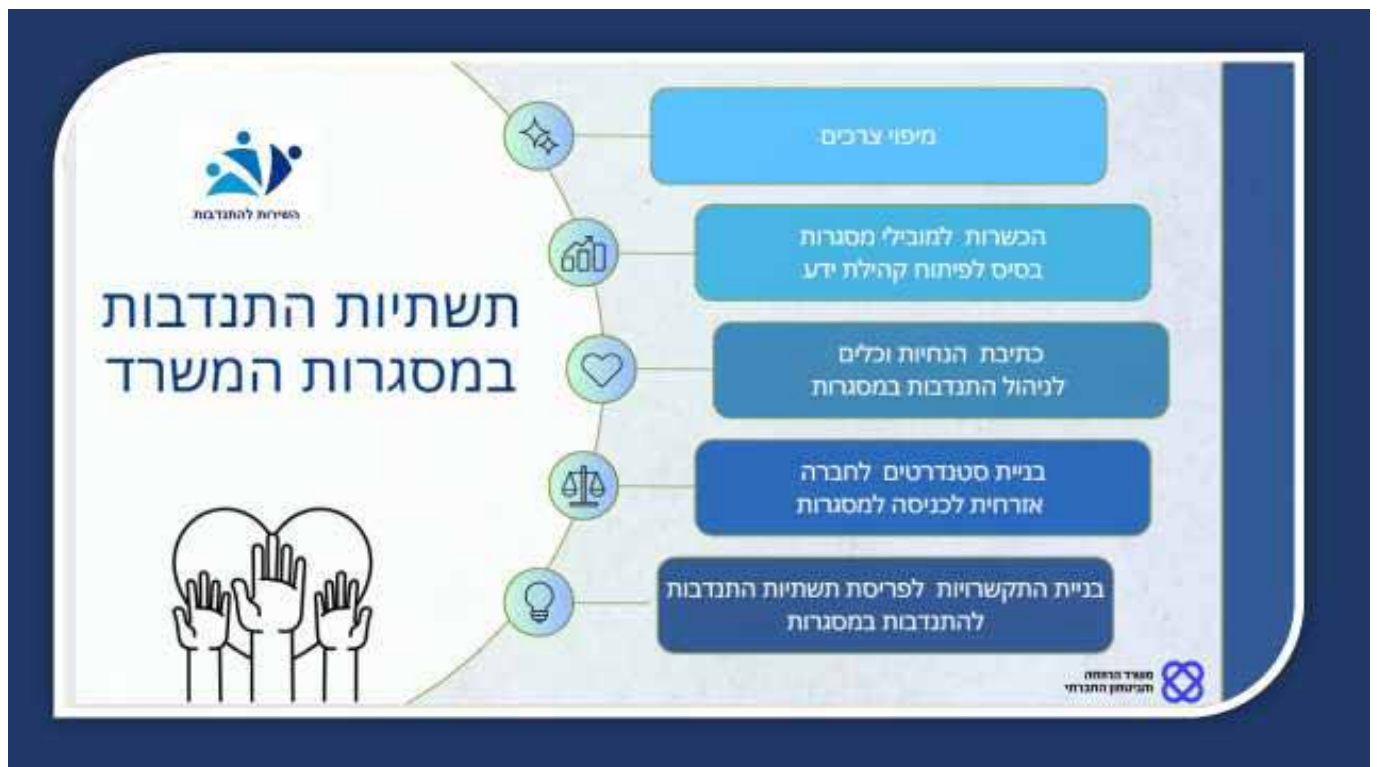 השירות להתנדבות
תשתיות התנדבות
במסגרות המשרד
מיפוי צרכים
הכשרות למובילי מסגרות
בסיס לפיתוח קהילת ידע
כתיבת הנחיות וכלים
לניהול התנדבות במסגרות
בניית סטנדרטים לחברה
אזרחית לכניסה למסגרות
בניית התקשרויות לפריסת תשתיות התנדבות
להתנדבות במסגרות
משרד הרווחה
והביטחון החברתי